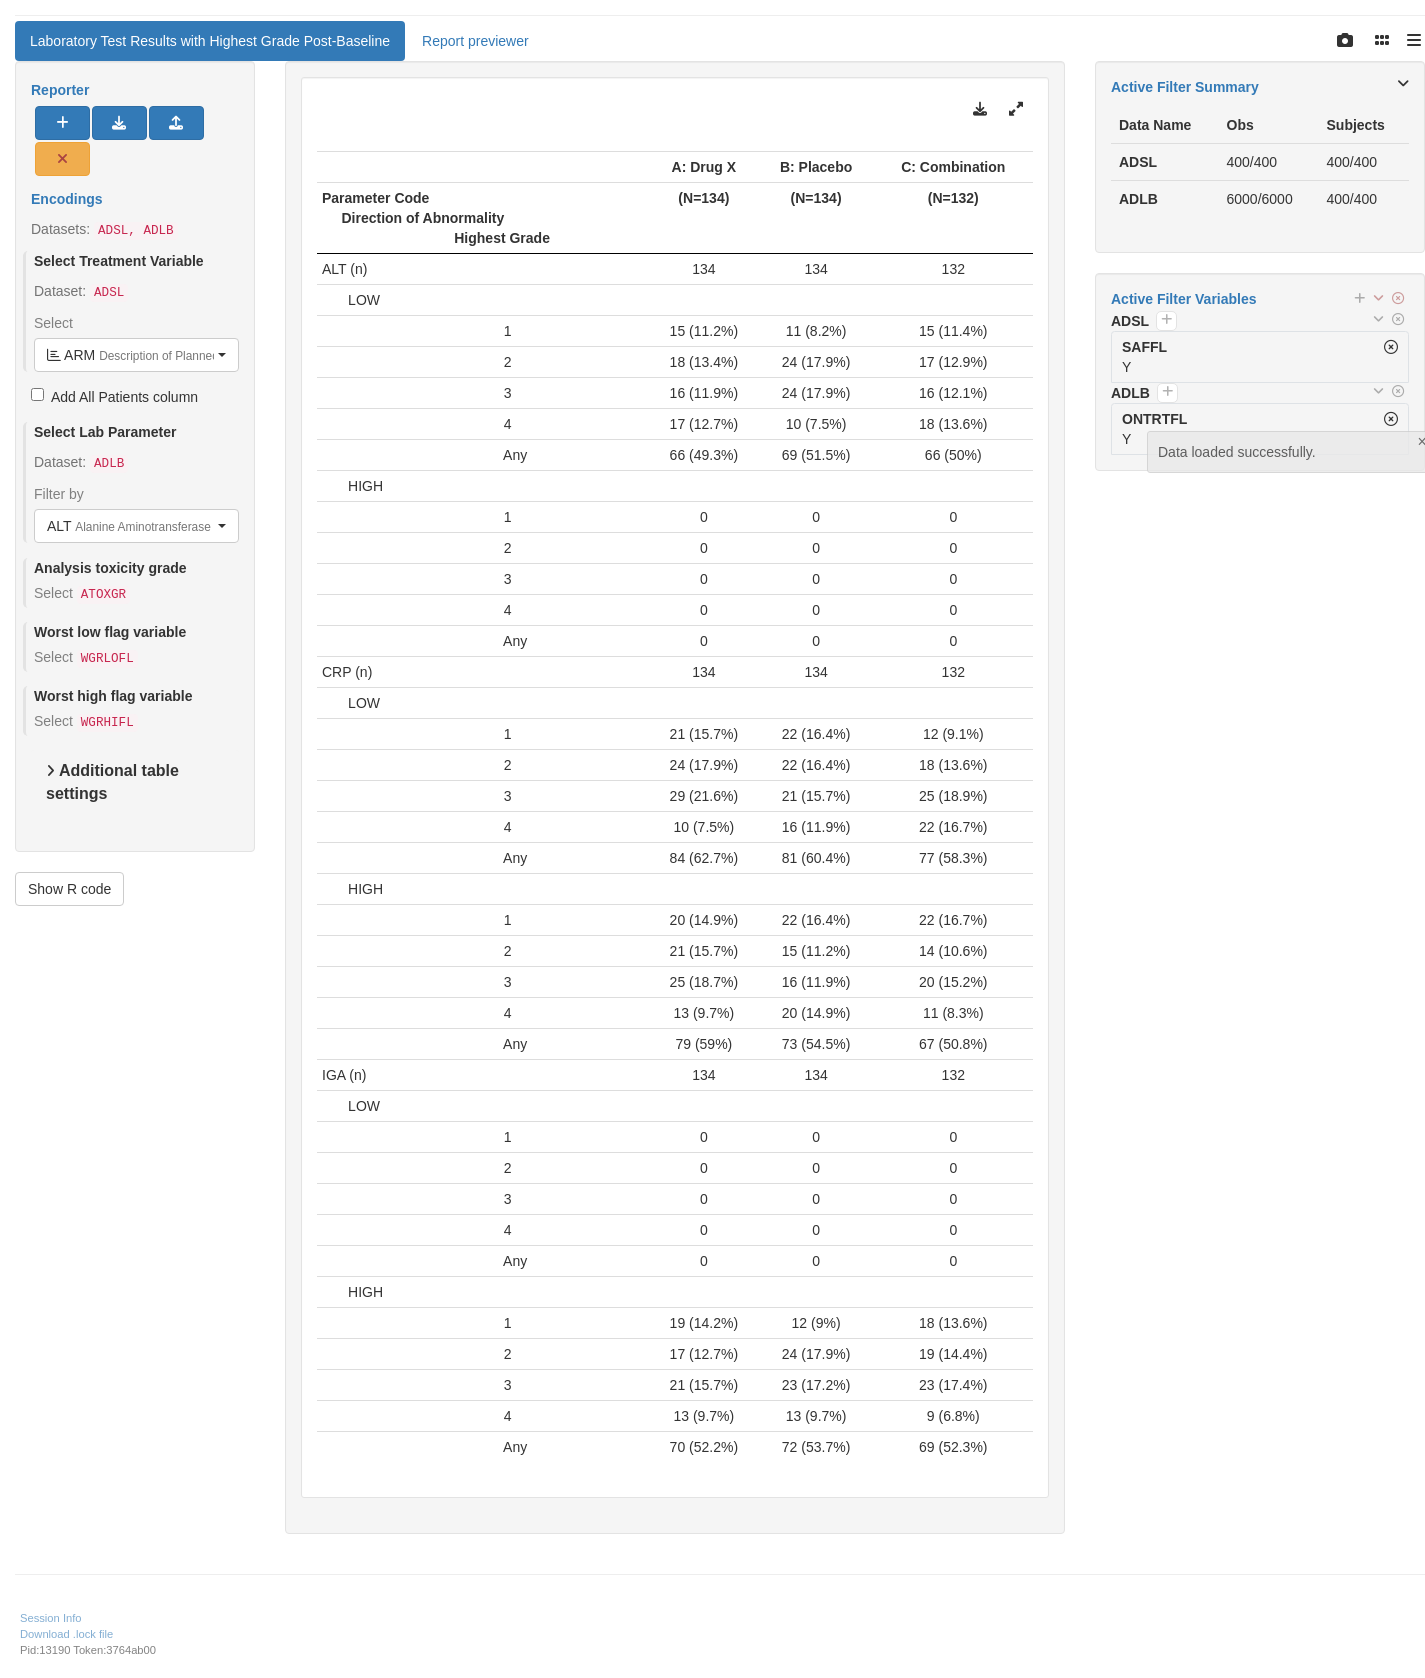 Laboratory Test Results with Highest Grade Post-Baseline Report previewer
Reporter
Encodings
Datasets: ADSL, ADLB
Select Treatment Variable
Dataset: ADSL
Select
ARM Description of Planned
Add All Patients column
Select Lab Parameter
Dataset: ADLB
Filter by
ALT Alanine Aminotransferase
Analysis toxicity grade
Select ATOXGR
Worst low flag variable
Select WGRLOFL
Worst high flag variable
Select WGRHIFL
Additional table
settings
Show R code
A: Drug X B: Placebo C: Combination
Parameter Code (N=134) (N=134) (N=132)
Direction of Abnormality
Highest Grade
ALT (n) 134 134 132
LOW
1 15 (11.2%) 11 (8.2%) 15 (11.4%)
2 18 (13.4%) 24 (17.9%) 17 (12.9%)
3 16 (11.9%) 24 (17.9%) 16 (12.1%)
4 17 (12.7%) 10 (7.5%) 18 (13.6%)
Any 66 (49.3%) 69 (51.5%) 66 (50%)
HIGH
1 0 0 0
2 0 0 0
3 0 0 0
4 0 0 0
Any 0 0 0
CRP (n) 134 134 132
LOW
1 21 (15.7%) 22 (16.4%) 12 (9.1%)
2 24 (17.9%) 22 (16.4%) 18 (13.6%)
3 29 (21.6%) 21 (15.7%) 25 (18.9%)
4 10 (7.5%) 16 (11.9%) 22 (16.7%)
Any 84 (62.7%) 81 (60.4%) 77 (58.3%)
HIGH
1 20 (14.9%) 22 (16.4%) 22 (16.7%)
2 21 (15.7%) 15 (11.2%) 14 (10.6%)
3 25 (18.7%) 16 (11.9%) 20 (15.2%)
4 13 (9.7%) 20 (14.9%) 11 (8.3%)
Any 79 (59%) 73 (54.5%) 67 (50.8%)
IGA (n) 134 134 132
LOW
1 0 0 0
2 0 0 0
3 0 0 0
4 0 0 0
Any 0 0 0
HIGH
1 19 (14.2%) 12 (9%) 18 (13.6%)
2 17 (12.7%) 24 (17.9%) 19 (14.4%)
3 21 (15.7%) 23 (17.2%) 23 (17.4%)
4 13 (9.7%) 13 (9.7%) 9 (6.8%)
Any 70 (52.2%) 72 (53.7%) 69 (52.3%)
Active Filter Summary
Data Name Obs Subjects
ADSL 400/400 400/400
ADLB 6000/6000 400/400
Active Filter Variables
ADSL
SAFFL
Y
ADLB
ONTRTFL
Y
Data loaded successfully.
Session Info
Download .lock file
Pid:13190 Token:3764ab00